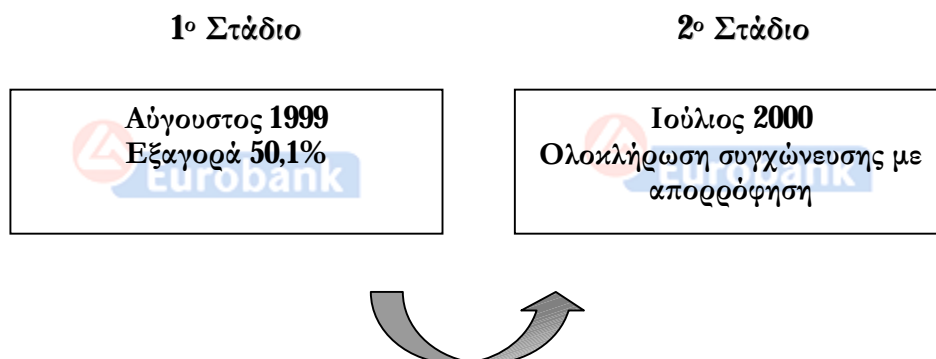 1ο Στάδιο
2ο Στάδιο
Αύγουστος 1999
Εξαγορά 50,1%
Eurobank
Ιούλιος 2000
Ολοκλήρωση συγχώνευσης με
απορρόφηση
Eurobank